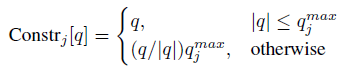 Constr_j[q] = { q, |q| ≤ q_j^{max}
(q/|q|)q_j^{max}, otherwise